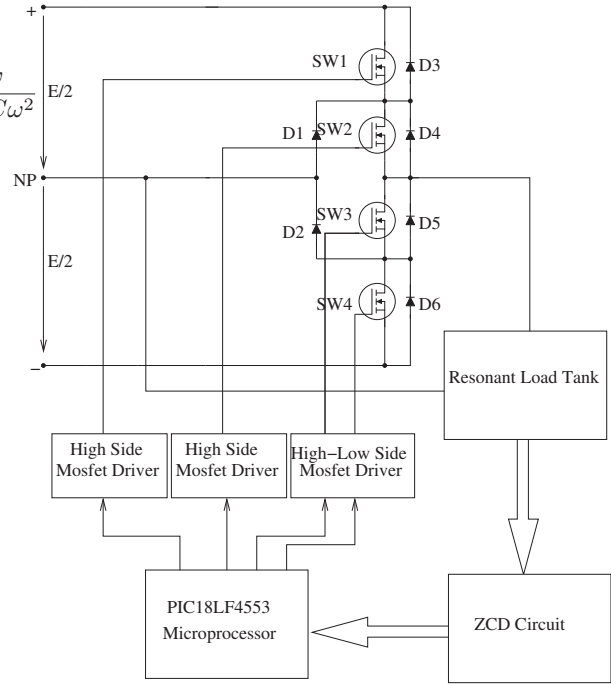 +
SW1
D3
E/2
Cω²
D1
SW2
D4
NP
SW3
D2
D5
E/2
SW4
D6
−
Resonant Load Tank
High Side
Mosfet Driver
High Side
Mosfet Driver
High−Low Side
Mosfet Driver
PIC18LF4553
Microprocessor
ZCD Circuit